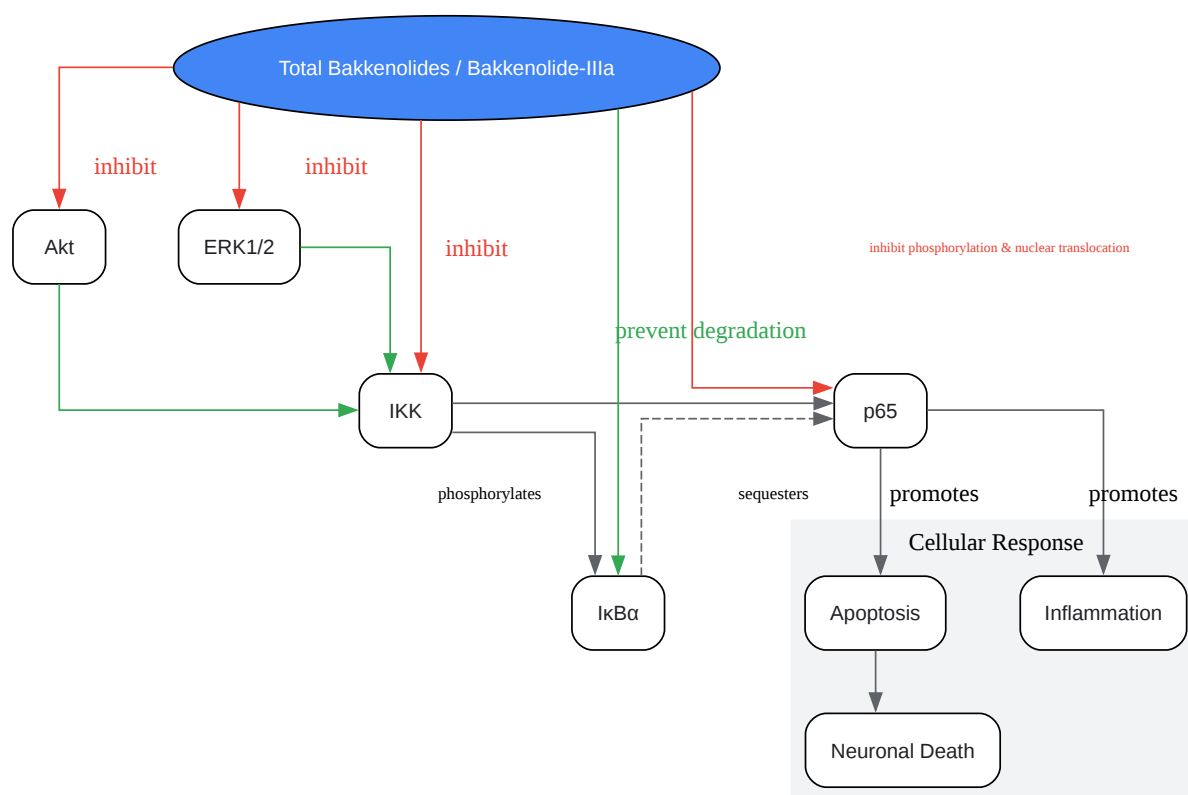 Total Bakkenolides / Bakkenolide-IIIa
inhibit
inhibit
Akt
ERK1/2
inhibit
inhibit phosphorylation & nuclear translocation
prevent degradation
IKK
p65
phosphorylates
sequesters
promotes
promotes
Cellular Response
IκBα
Apoptosis
Inflammation
Neuronal Death